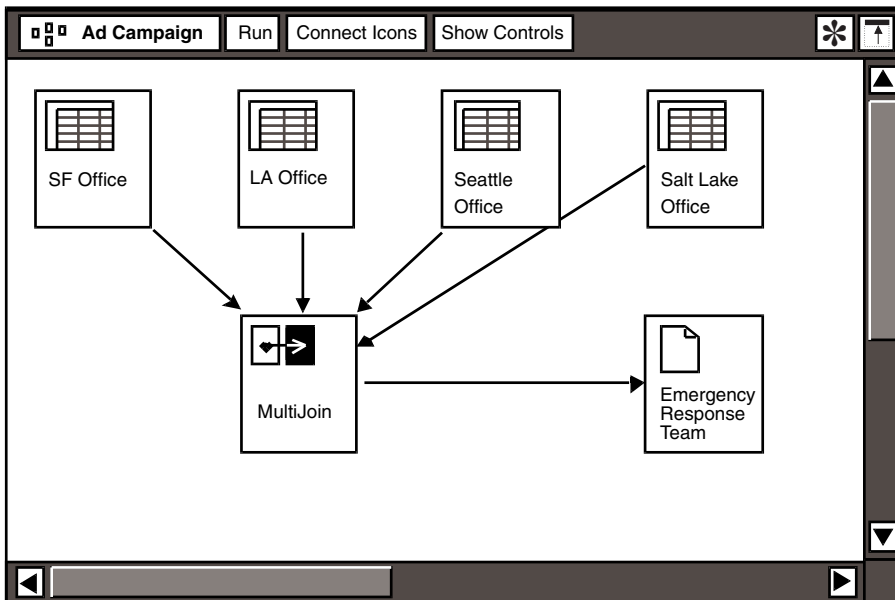 Ad Campaign
Run
Connect Icons
Show Controls
SF Office
LA Office
Seattle
Office
Salt Lake
Office
MultiJoin
Emergency
Response
Team